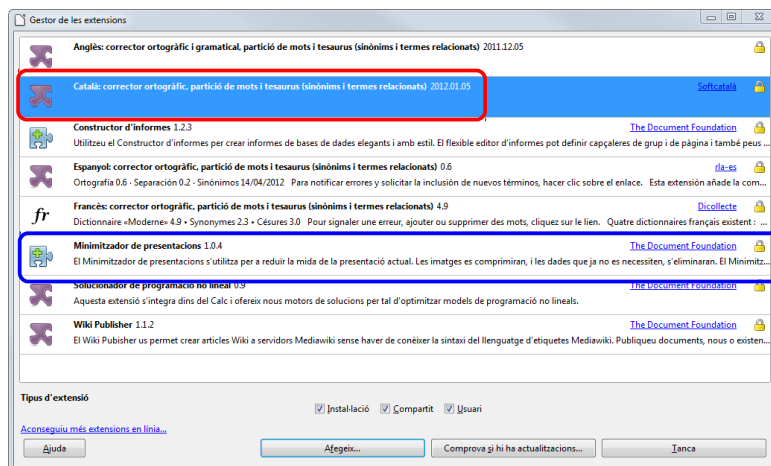 Gestor de les extensions
Anglès: corrector ortogràfic i gramatical, partició de mots i tesaurus (sinònims i termes relacionats) 2011.12.05
Català: corrector ortogràfic, partició de mots i tesaurus (sinònims i termes relacionats) 2012.01.05 Softcatalà
Constructor d'informes 1.2.3 The Document Foundation
Utilitzeu el Constructor d'informes per crear informes de bases de dades elegants i amb estil. El flexible editor d'informes pot definir capçaleres de grup i de pàgina i també peus ...
Espanyol: corrector ortogràfic, partició de mots i tesaurus (sinònims i termes relacionats) 0.6 rla-es
Ortografía 0.6 · Separación 0.2 · Sinónimos 14/04/2012 Para notificar errores y solicitar la inclusión de nuevos términos, hacer clic sobre el enlace. Esta extensión añade la com...
fr
Francès: corrector ortogràfic, partició de mots i tesaurus (sinònims i termes relacionats) 4.9 Dicollecte
Dictionnaire «Moderne» 4.9 • Synonymes 2.3 • Césures 3.0 Pour signaler une erreur, ajouter ou supprimer des mots, cliquez sur le lien. Quatre dictionnaires français existent : ...
Minimitzador de presentacions 1.0.4 The Document Foundation
El Minimitzador de presentacions s'utilitza per a reduir la mida de la presentació actual. Les imatges es comprimiran, i les dades que ja no es necessiten, s'eliminaran. El Minimitz...
Solucionador de programació no lineal 0.9 The Document Foundation
Aquesta extensió s'integra dins del Calc i ofereix nous motors de solucions per tal d'optimitzar models de programació no lineals.
Wiki Publisher 1.1.2 The Document Foundation
El Wiki Pubisher us permet crear articles Wiki a servidors Mediawiki sense haver de conèixer la sintaxi del llenguatge d'etiquetes Mediawiki. Publiqueu documents, nous o existen...
Tipus d'extensió
Instal·lació Compartit Usuari
Aconseguiu més extensions en línia...
Ajuda Afegeix... Comprova si hi ha actualitzacions... Tanca